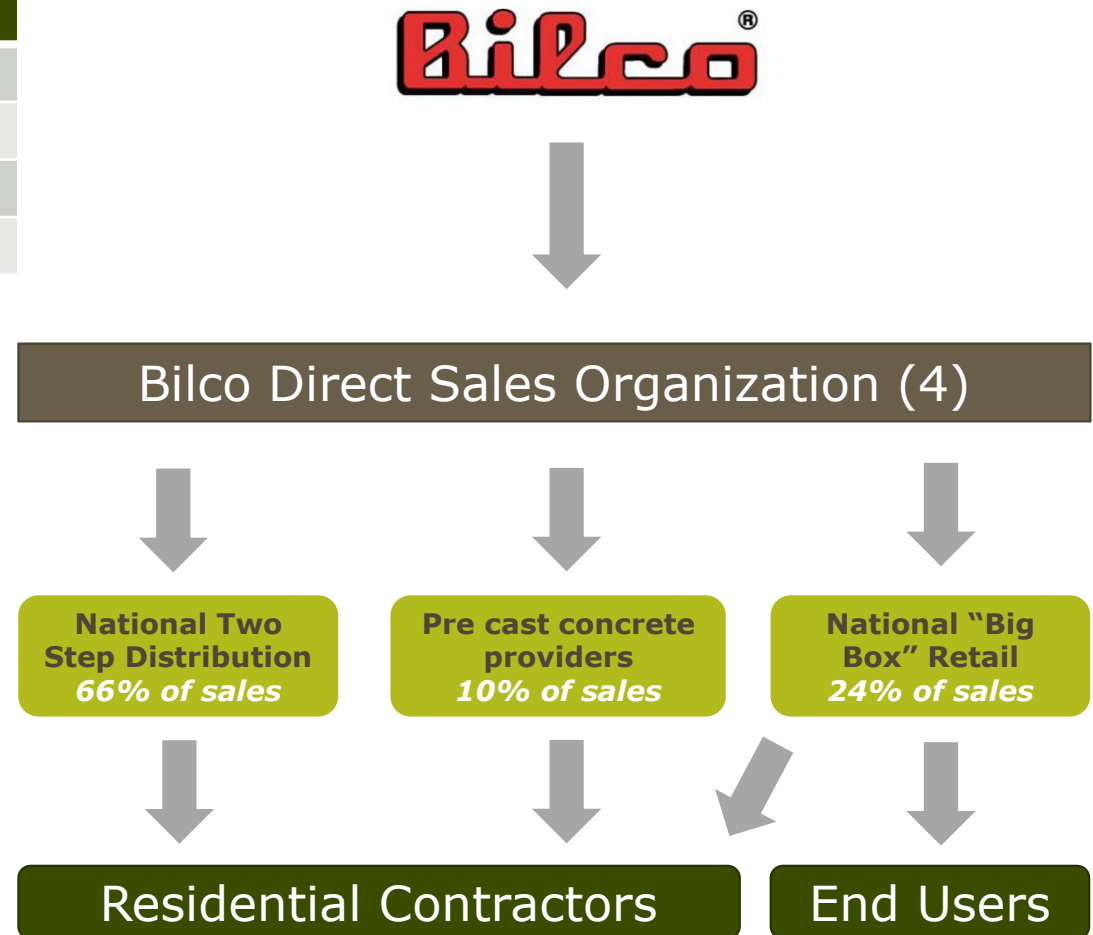 Bilco®
Bilco Direct Sales Organization (4)
National Two
Step Distribution
66% of sales
Pre cast concrete
providers
10% of sales
National “Big
Box” Retail
24% of sales
Residential Contractors
End Users